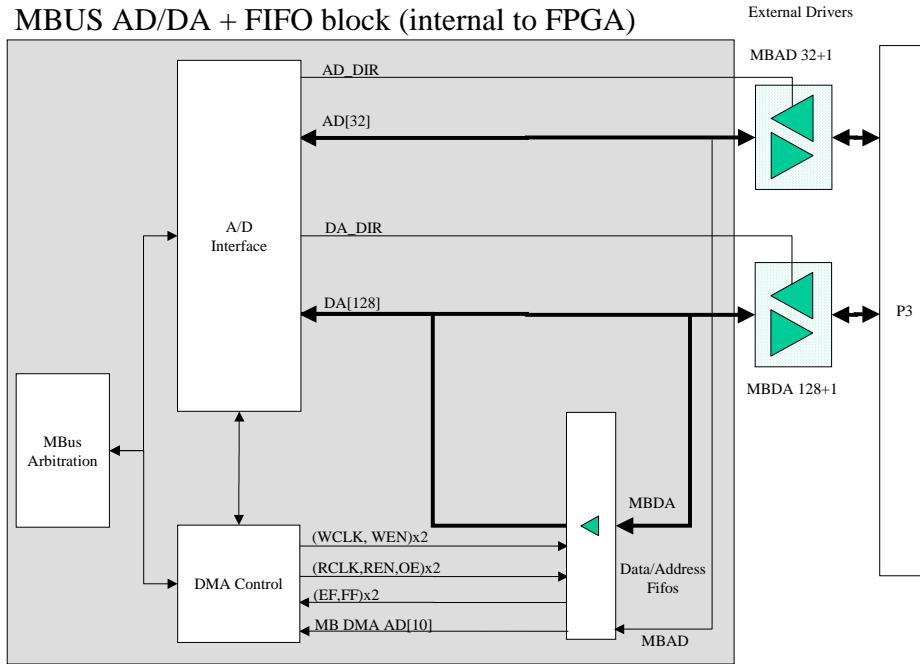 MBUS AD/DA + FIFO block (internal to FPGA)
External Drivers
MBAD 32+1
AD_DIR
AD[32]
A/D
Interface
DA_DIR
DA[128]
P3
MBDA 128+1
MBus
Arbitration
MBDA
(WCLK, WEN)x2
(RCLK,REN,OE)x2
DMA Control
Data/Address
Fifos
(EF,FF)x2
MB DMA AD[10]
MBAD